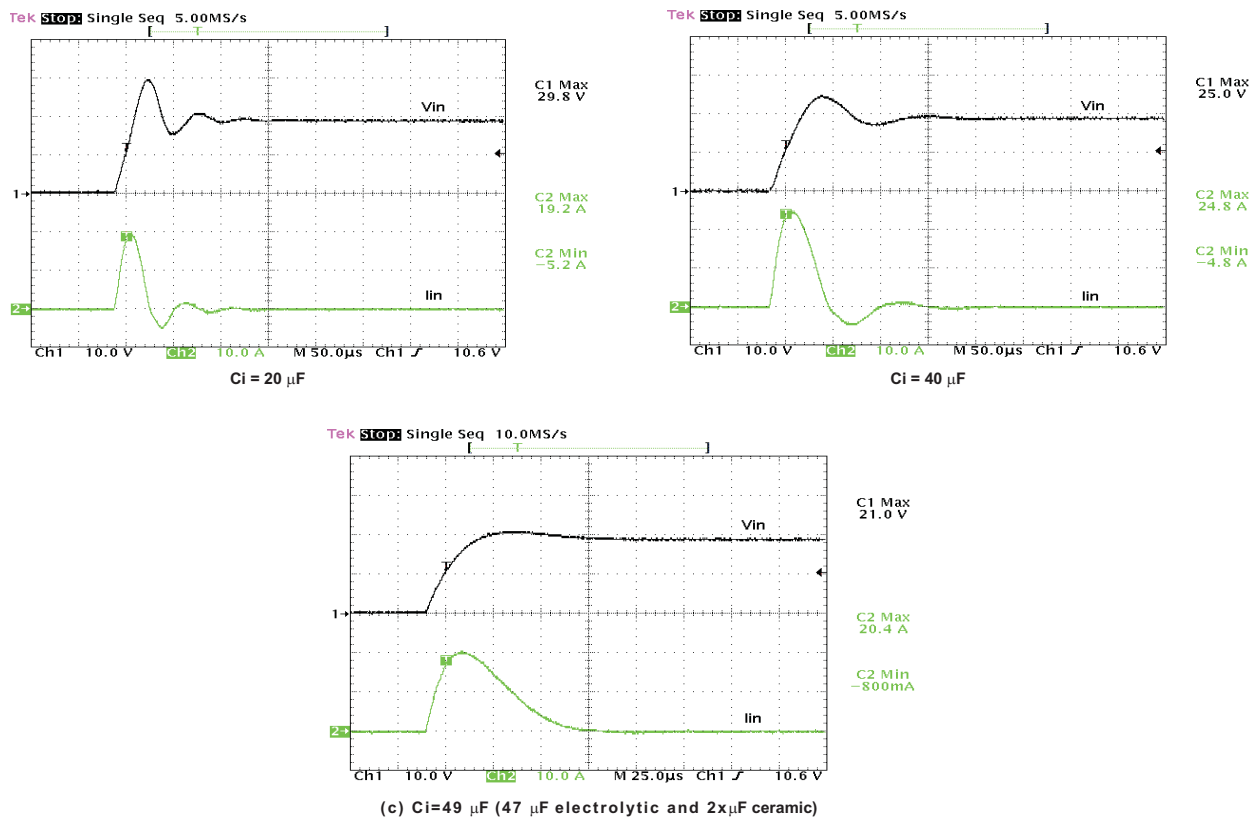 Tek Stop: Single Seq 5.00MS/s
[ T ]
C1 Max
29.8 V
Vin
T
1
C2 Max
19.2 A
C2 Min
−5.2 A
T
Iin
2
Ch1 10.0 V Ch2 10.0 A M 50.0μs Ch1 10.6 V
Ci = 20 μF
Tek Stop: Single Seq 5.00MS/s
[ T ]
C1 Max
25.0 V
Vin
T
1
C2 Max
24.8 A
T
C2 Min
−4.8 A
Iin
2
Ch1 10.0 V Ch2 10.0 A M 50.0μs Ch1 10.6 V
Ci = 40 μF
Tek Stop: Single Seq 10.0MS/s
[ T ]
C1 Max
21.0 V
Vin
T
1
C2 Max
20.4 A
T
C2 Min
−800mA
Iin
2
Ch1 10.0 V Ch2 10.0 A M 25.0μs Ch1 10.6 V
(c) Ci=49 μF (47 μF electrolytic and 2xμF ceramic)